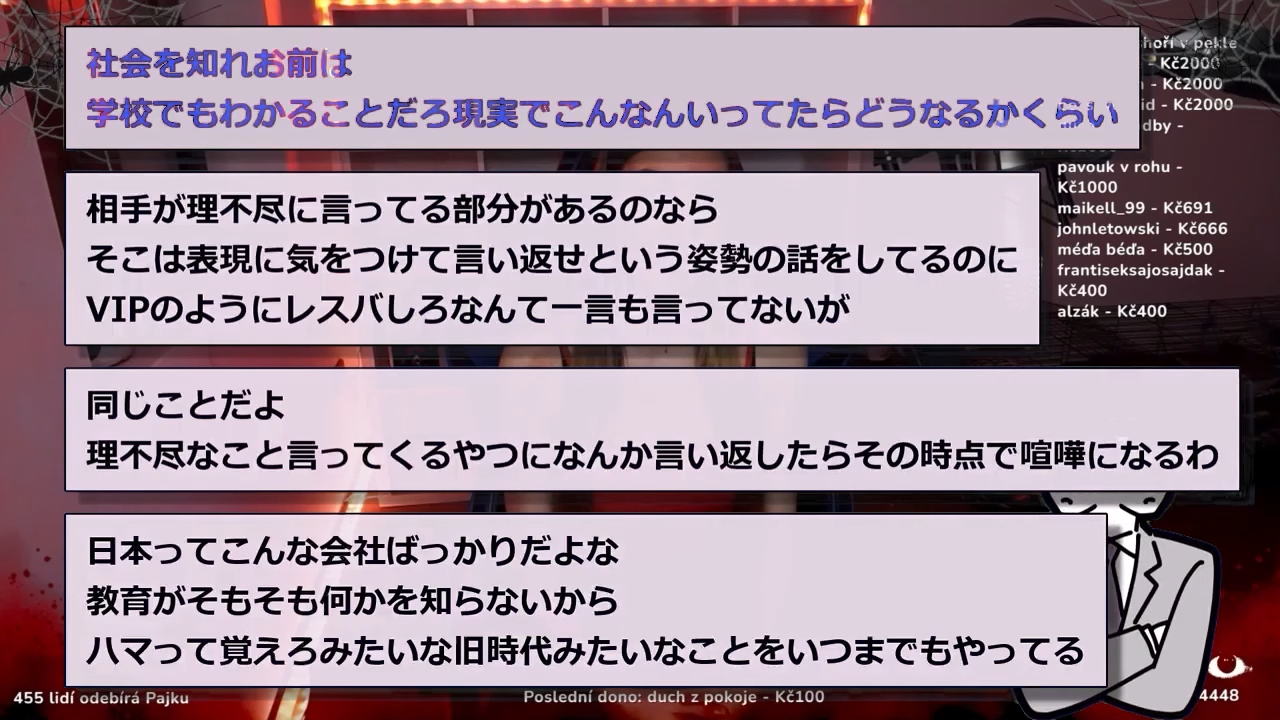 社会を知れお前は
学校でもわかることだろ現実でこんなんいってたらどうなるかくらい
相手が理不尽に言ってる部分があるのなら
そこは表現に気をつけて言い返せという姿勢の話をしてるのに
VIPのようにレスバしろなんて一言も言ってないが
同じことだよ
理不尽なこと言ってくるやつになんか言い返したらその時点で喧嘩になるわ
日本ってこんな会社ばっかりだよな
教育がそもそも何かを知らないから
ハマって覚えろみたいな旧時代みたいなことをいつまでもやってる
hoří v pekle
- Kč2000
- Kč2000
id - Kč2000
dby -
pavouk v rohu -
Kč1000
maikell_99 - Kč691
johnletowski - Kč666
méďa béďa - Kč500
frantiseksajosajdak -
Kč400
alzák - Kč400
455 lidí odebírá Pajku
Poslední dono: duch z pokoje - Kč100
4448